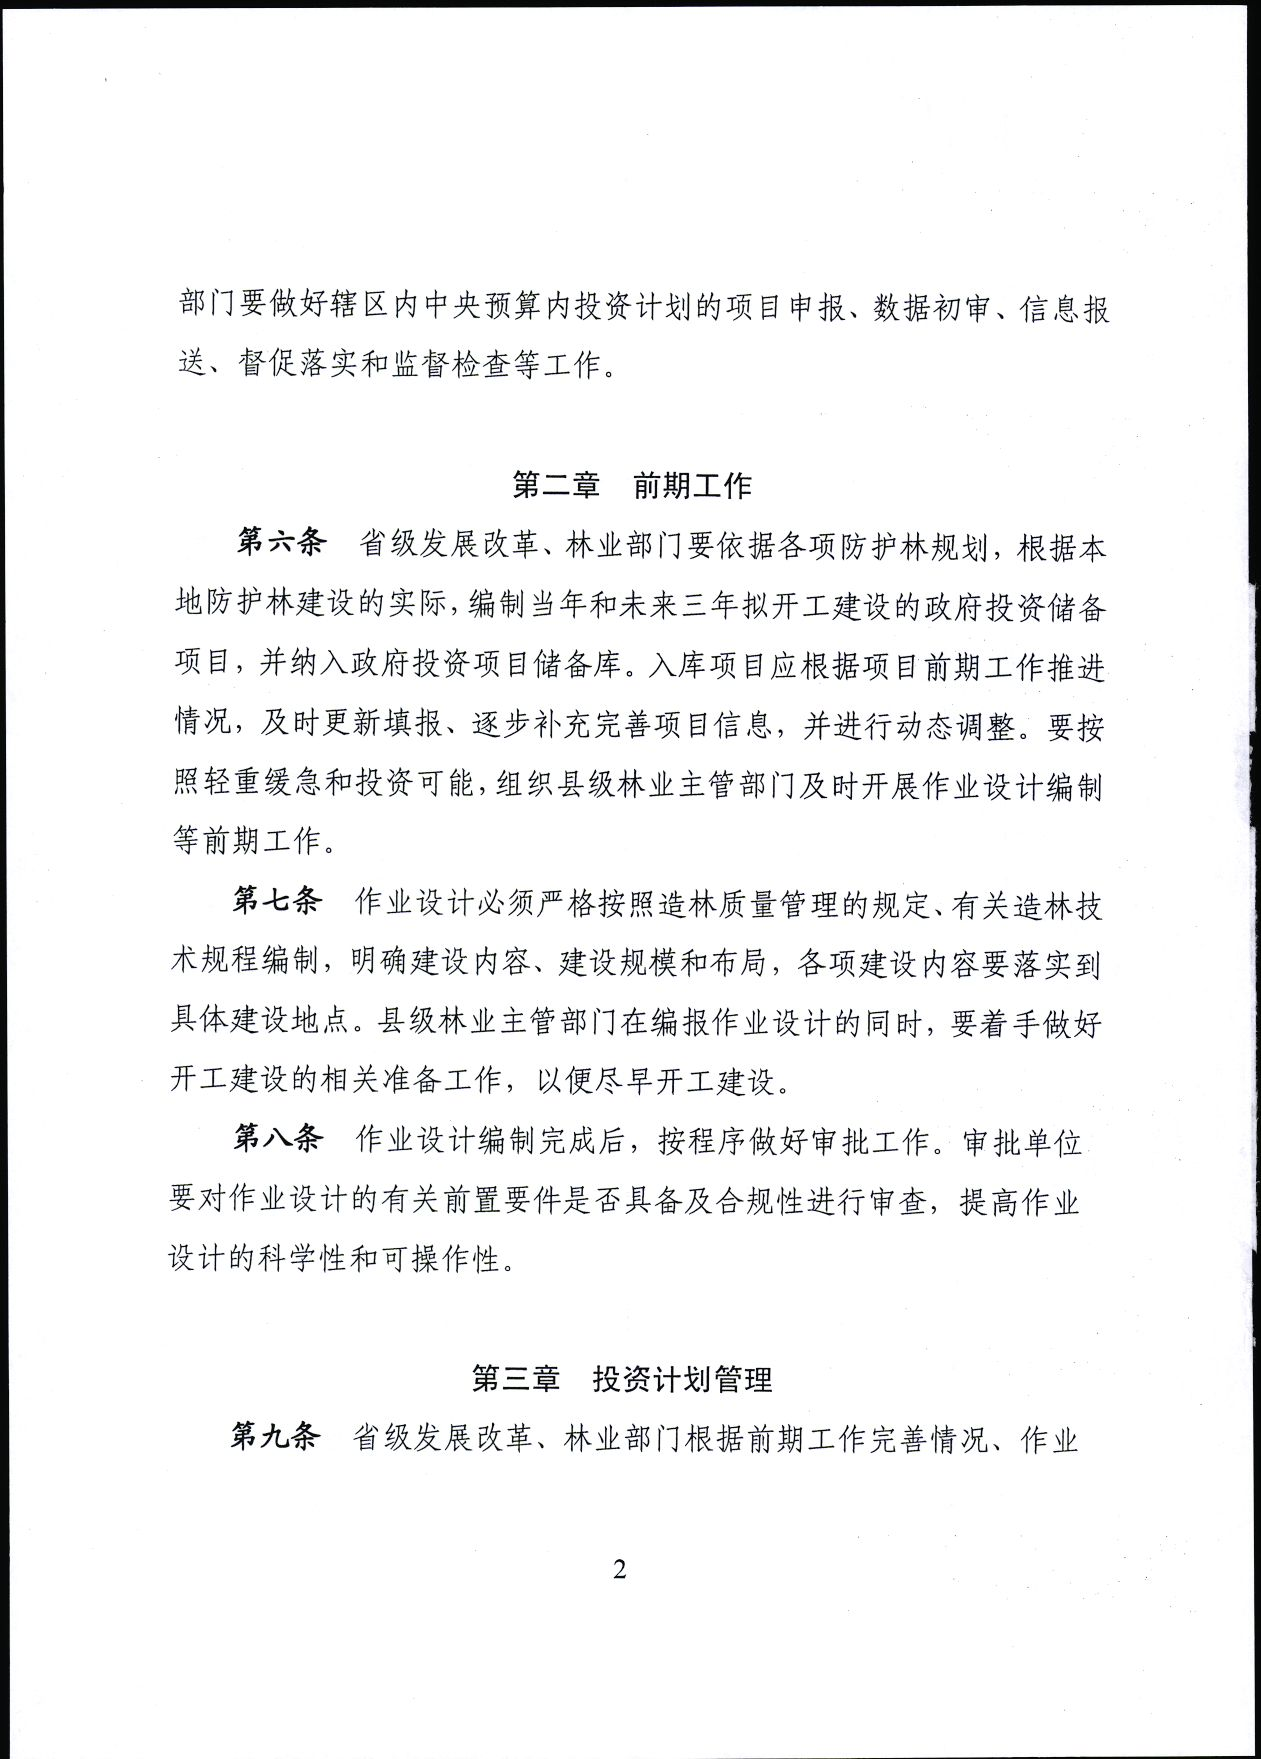 部门要做好辖区内中央预算内投资计划的项目申报、数据初审、信息报
送、督促落实和监督检查等工作。
第二章　前期工作
第六条　省级发展改革、林业部门要依据各项防护林规划，根据本
地防护林建设的实际，编制当年和未来三年拟开工建设的政府投资储备
项目，并纳入政府投资项目储备库。入库项目应根据项目前期工作推进
情况，及时更新填报、逐步补充完善项目信息，并进行动态调整。要按
照轻重缓急和投资可能，组织县级林业主管部门及时开展作业设计编制
等前期工作。
第七条　作业设计必须严格按照造林质量管理的规定、有关造林技
术规程编制，明确建设内容、建设规模和布局，各项建设内容要落实到
具体建设地点。县级林业主管部门在编报作业设计的同时，要着手做好
开工建设的相关准备工作，以便尽早开工建设。
第八条　作业设计编制完成后，按程序做好审批工作。审批单位
要对作业设计的有关前置要件是否具备及合规性进行审查，提高作业
设计的科学性和可操作性。
第三章　投资计划管理
第九条　省级发展改革、林业部门根据前期工作完善情况、作业
2